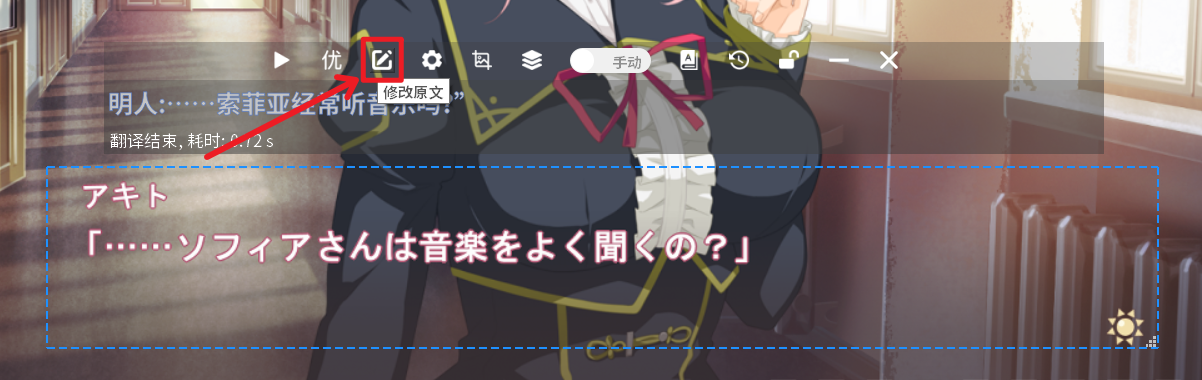 优
手动
修改原文
明人:……索菲亚经常听音乐吗?”
翻译结束, 耗时: 0.72 s
アキト
「……ソフィアさんは音楽をよく聞くの？」